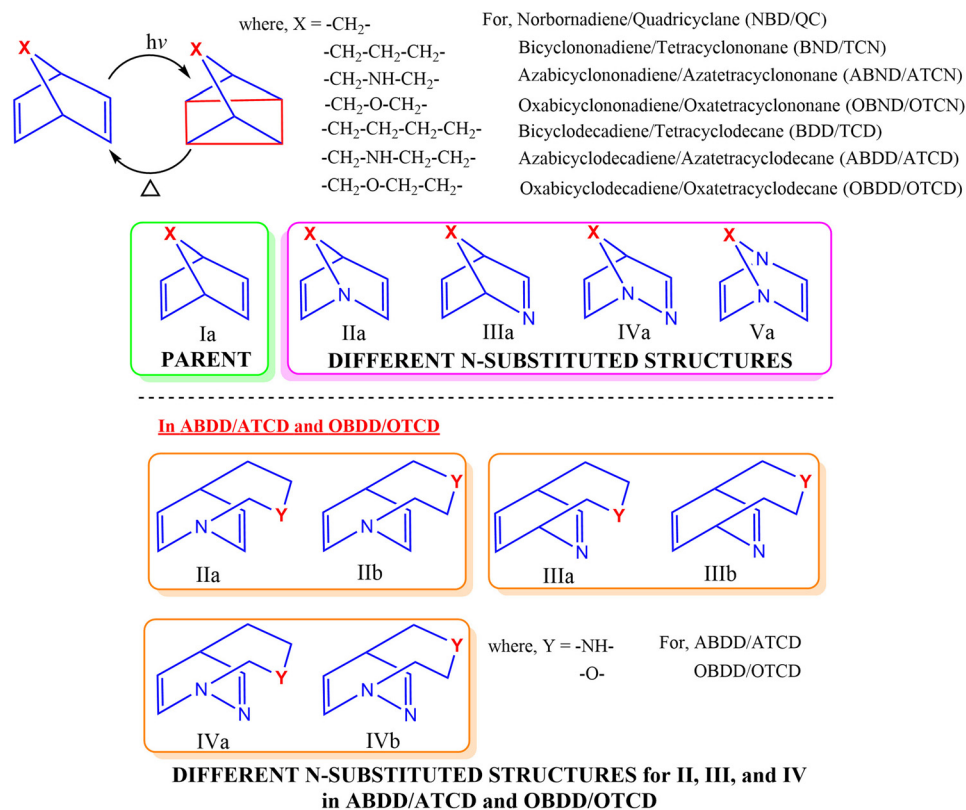 where, X = -CH₂- For, Norbornadiene/Quadricyclane (NBD/QC)
-CH₂-CH₂-CH₂- Bicyclononadiene/Tetracyclononane (BND/TCN)
-CH₂-NH-CH₂- Azabicyclononadiene/Azatetracyclononane (ABND/ATCN)
-CH₂-O-CH₂- Oxabicyclononadiene/Oxatetracyclononane (OBND/OTCN)
-CH₂-CH₂-CH₂-CH₂- Bicyclodecadiene/Tetracyclodecane (BDD/TCD)
-CH₂-NH-CH₂-CH₂- Azabicyclodecadiene/Azatetracyclodecane (ABDD/ATCD)
-CH₂-O-CH₂-CH₂- Oxabicyclodecadiene/Oxatetracyclodecane (OBDD/OTCD)
X hν X
△
X X X X X
N
N N N
N N
Ia IIa IIIa IVa Va
PARENT DIFFERENT N-SUBSTITUTED STRUCTURES
In ABDD/ATCD and OBDD/OTCD
Y Y Y Y
N N N N
IIa IIb IIIa IIIb
Y Y
N N N N
IVa IVb
where, Y = -NH- For, ABDD/ATCD
-O- OBDD/OTCD
DIFFERENT N-SUBSTITUTED STRUCTURES for II, III, and IV
in ABDD/ATCD and OBDD/OTCD